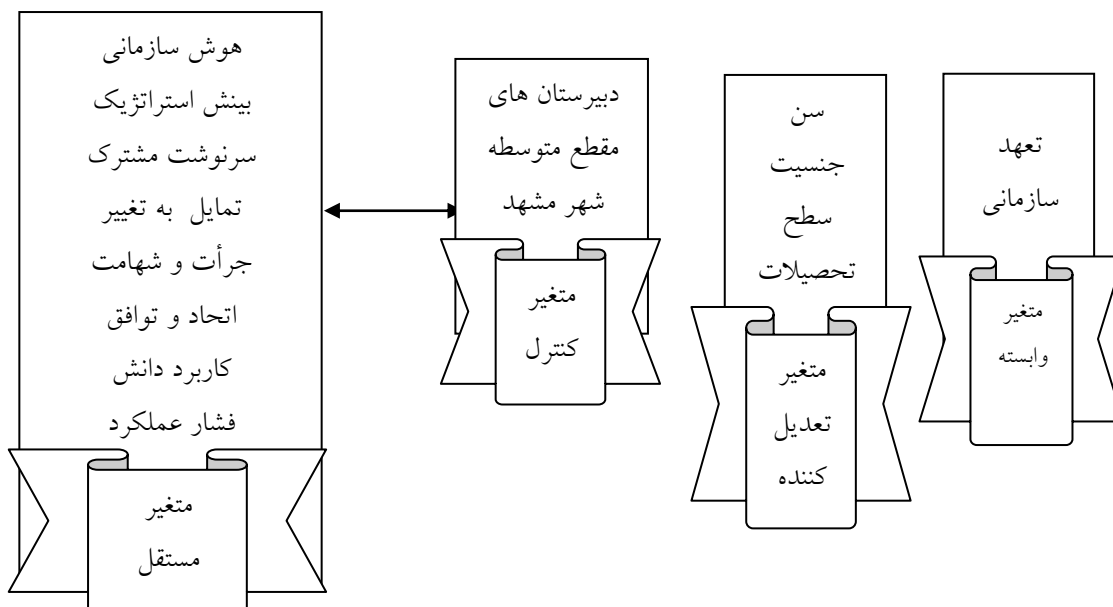 هوش سازمانی
بینش استراتژیک
سرنوشت مشترک
تمایل به تغییر
جرأت و شهامت
اتحاد و توافق
کاربرد دانش
فشار عملکرد
متغیر
مستقل
دبیرستان های
مقطع متوسطه
شهر مشهد
متغیر
کنترل
سن
جنسیت
سطح
تحصیلات
متغیر
تعدیل
کننده
تعهد
سازمانی
متغیر
وابسته